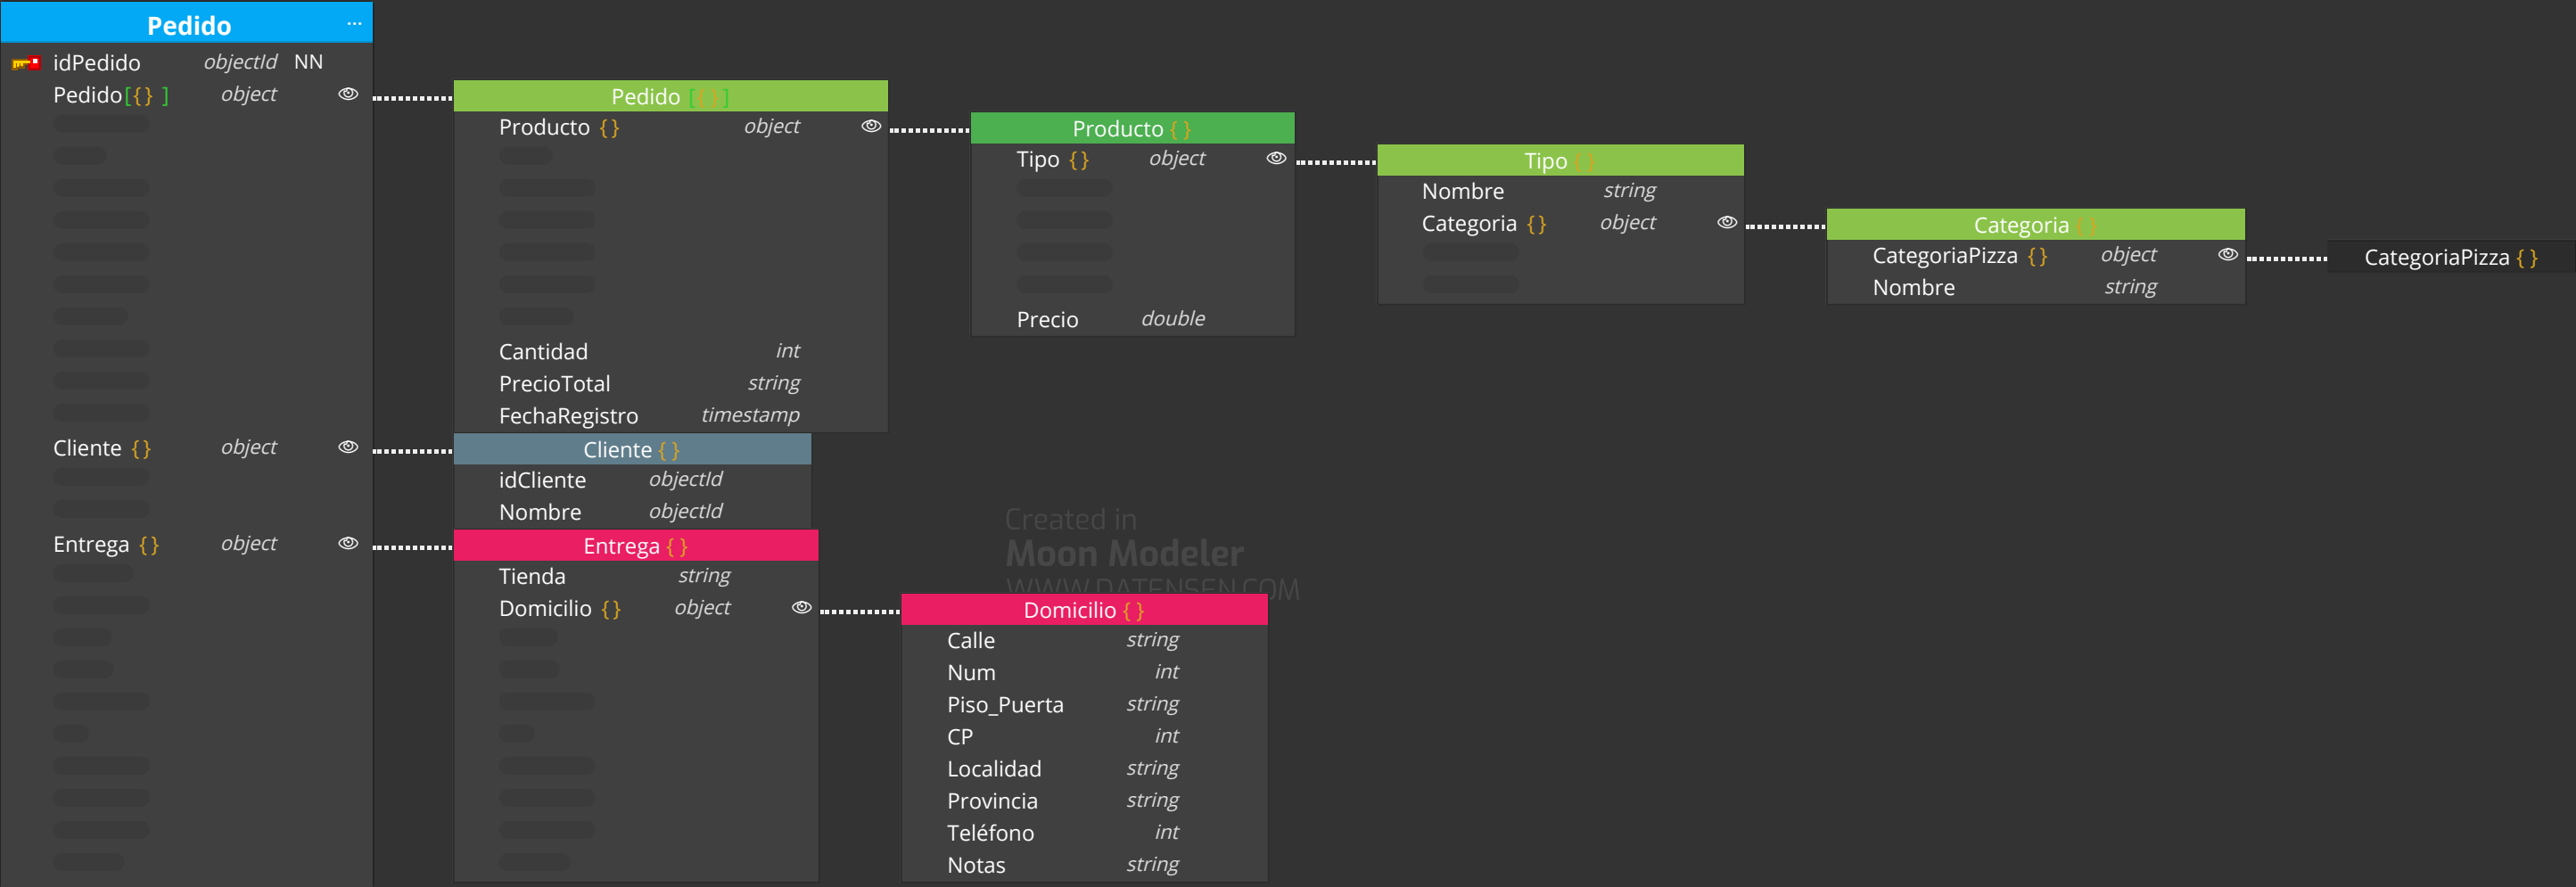 Pedido ...
idPedido objectId NN
Pedido[{} ] object
Cliente {} object
Entrega {} object
Pedido [{}]
Producto {} object
Cantidad int
PrecioTotal string
FechaRegistro timestamp
Cliente {}
idCliente objectId
Nombre objectId
Entrega {}
Tienda string
Domicilio {} object
Producto {}
Tipo {} object
Precio double
Tipo {}
Nombre string
Categoria {} object
Categoria {}
CategoriaPizza {} object
Nombre string
CategoriaPizza {}
Created in
Moon Modeler
WWW.DATENSEN.COM
Domicilio {}
Calle string
Num int
Piso_Puerta string
CP int
Localidad string
Provincia string
Teléfono int
Notas string